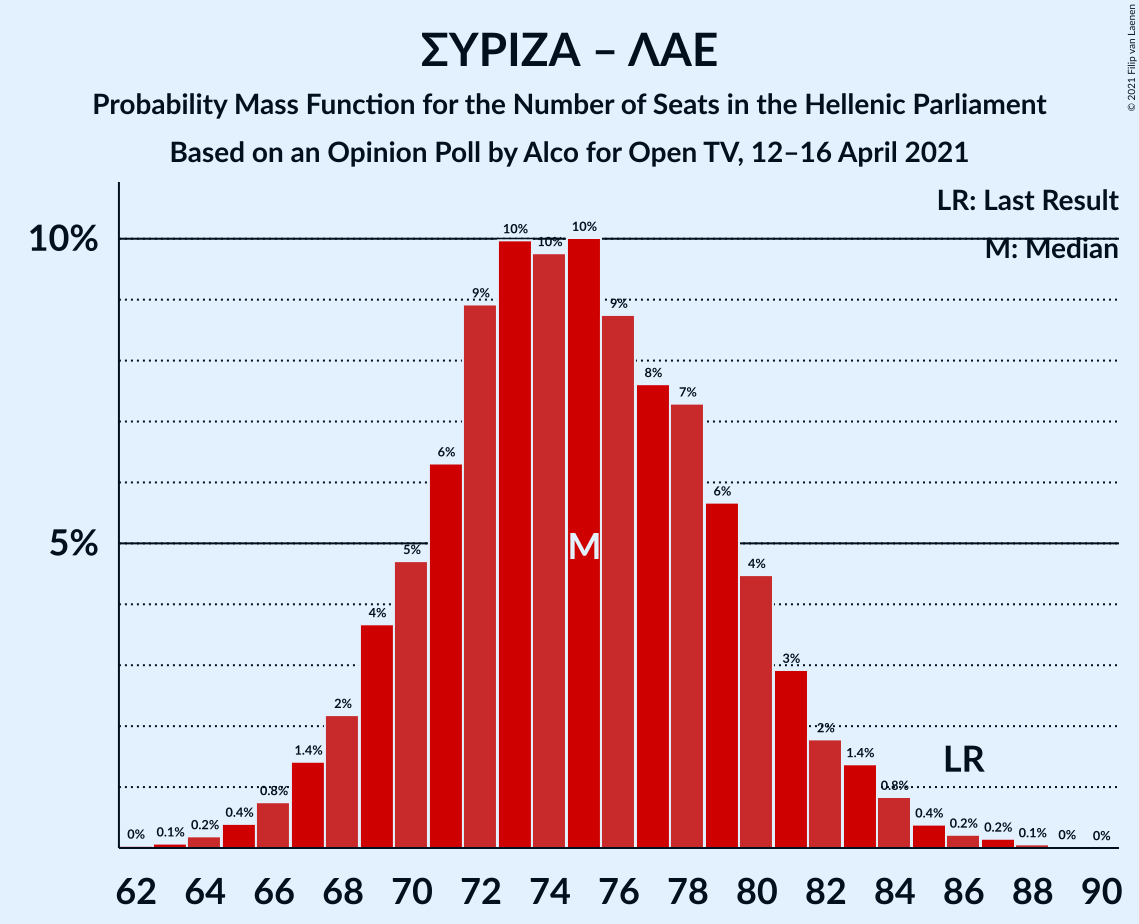 ΣΥΡΙΖΑ – ΛΑΕ
Probability Mass Function for the Number of Seats in the Hellenic Parliament
Based on an Opinion Poll by Alco for Open TV, 12–16 April 2021
© 2021 Filip van Laenen
LR: Last Result
M: Median
10%
5%
0% 0.1% 0.2% 0.4% 0.8% 1.4% 2% 4% 5% 6% 9% 10% 10% 10% 9% 8% 7% 6% 4% 3% 2% 1.4% 0.8% 0.4% 0.2% 0.2% 0.1% 0% 0%
M
LR
62 64 66 68 70 72 74 76 78 80 82 84 86 88 90